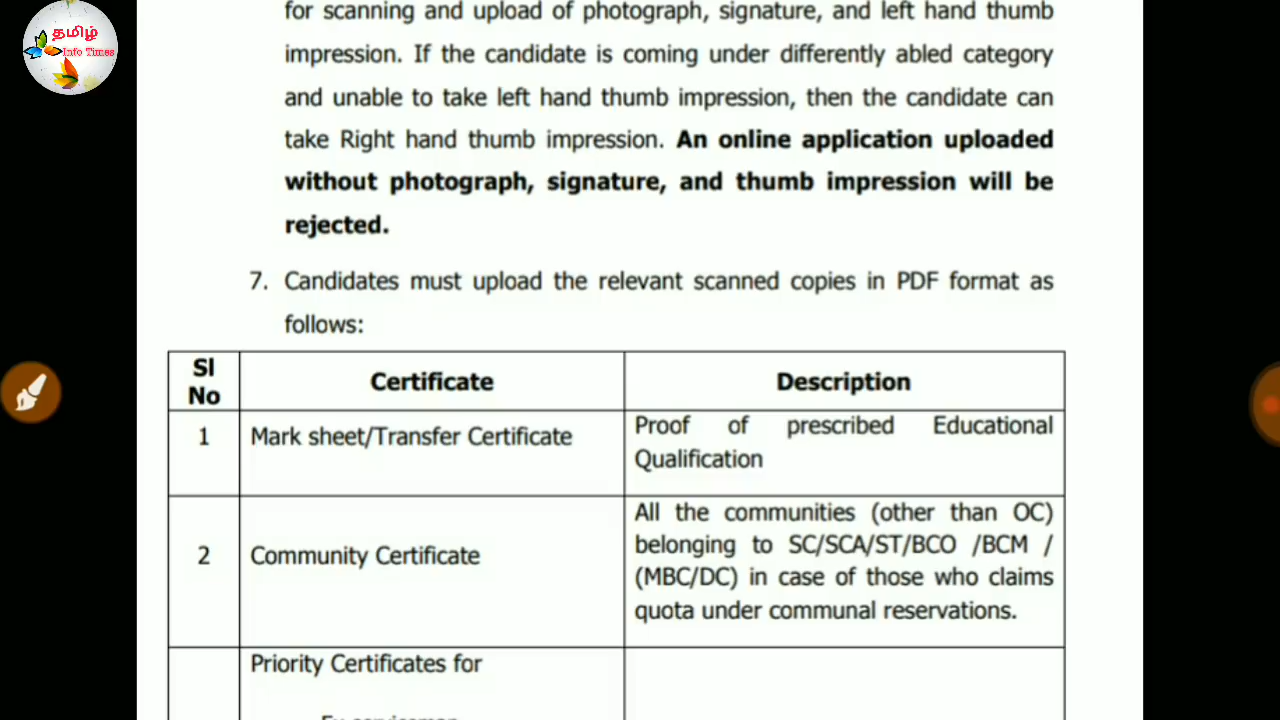 தமிழ்
Info Times
for scanning and upload of photograph, signature, and left hand thumb
impression. If the candidate is coming under differently abled category
and unable to take left hand thumb impression, then the candidate can
take Right hand thumb impression. An online application uploaded
without photograph, signature, and thumb impression will be
rejected.
7. Candidates must upload the relevant scanned copies in PDF format as
follows:
Sl
No
Certificate
Description
1
Mark sheet/Transfer Certificate
Proof of prescribed Educational
Qualification
2
Community Certificate
All the communities (other than OC)
belonging to SC/SCA/ST/BCO /BCM /
(MBC/DC) in case of those who claims
quota under communal reservations.
Priority Certificates for